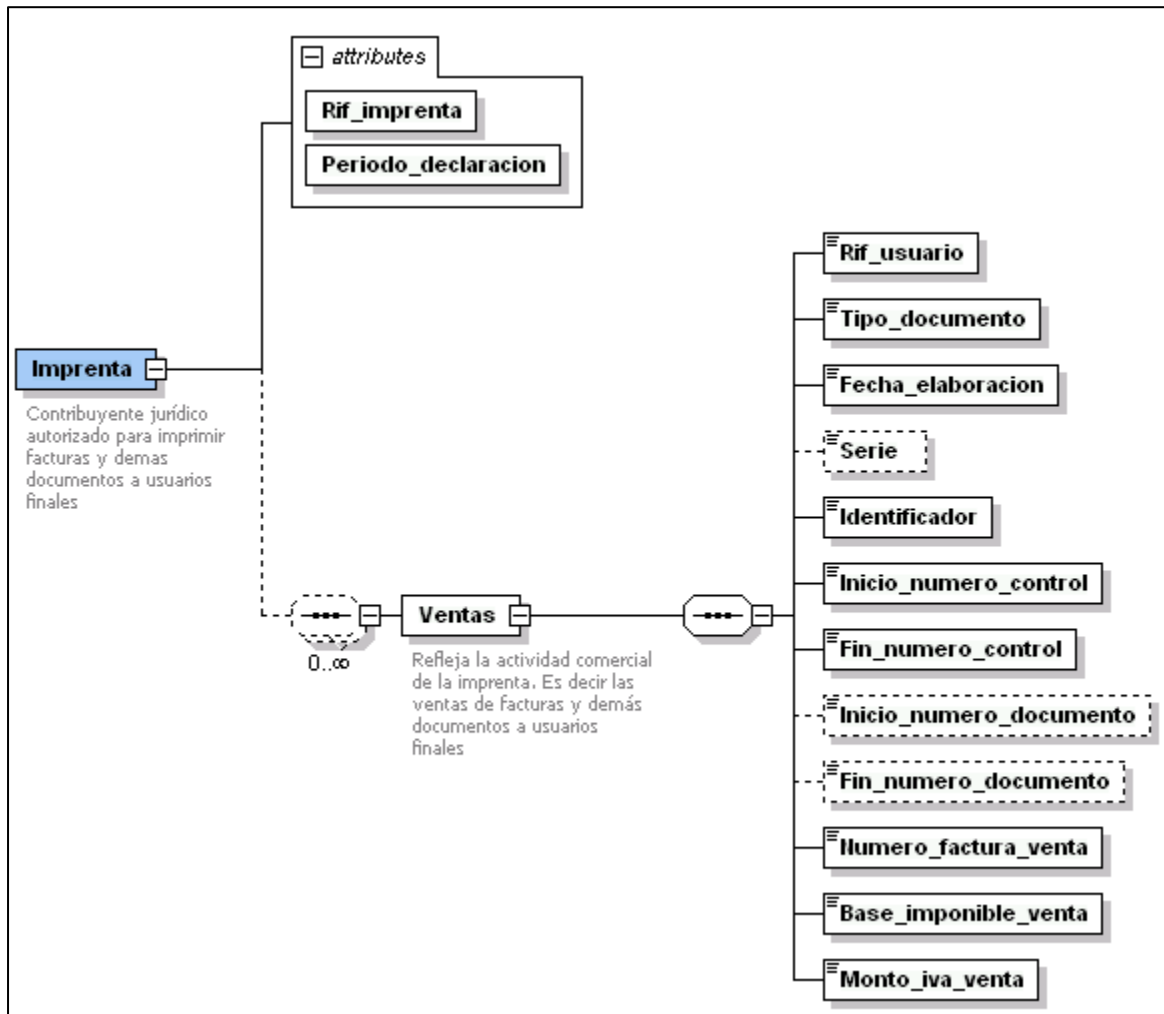 attributes
Rif_imprenta
Periodo_declaracion
Imprenta
Contribuyente jurídico
autorizado para imprimir
facturas y demas
documentos a usuarios
finales
0..∞
Ventas
Refleja la actividad comercial
de la imprenta. Es decir las
ventas de facturas y demás
documentos a usuarios
finales
Rif_usuario
Tipo_documento
Fecha_elaboracion
Serie
Identificador
Inicio_numero_control
Fin_numero_control
Inicio_numero_documento
Fin_numero_documento
Numero_factura_venta
Base_imponible_venta
Monto_iva_venta